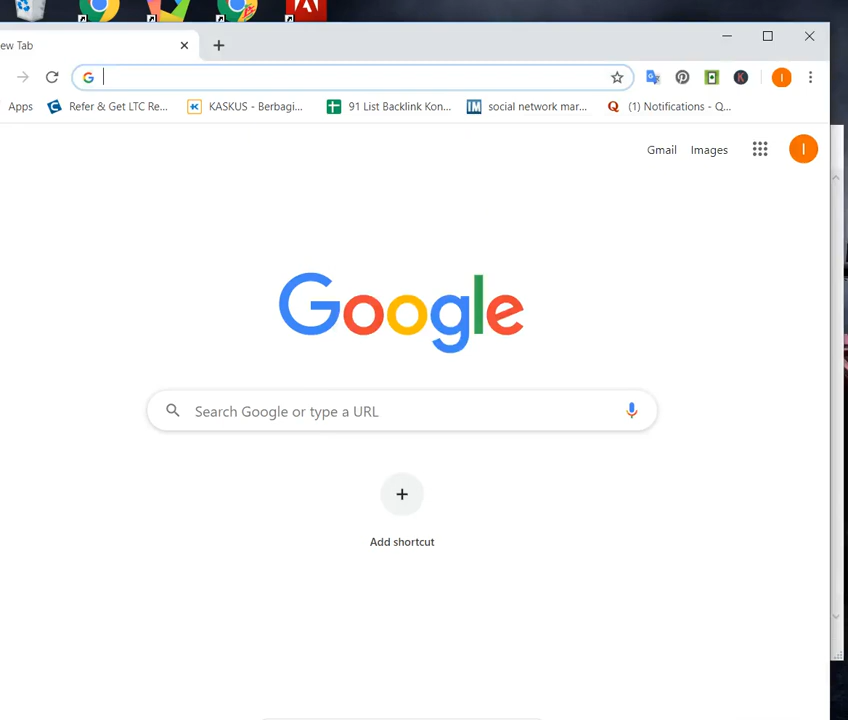 ew Tab
Apps
Refer & Get LTC Re...
KASKUS - Berbagi...
91 List Backlink Kon...
social network mar...
(1) Notifications - Q...
Gmail
Images
I
Google
Search Google or type a URL
Add shortcut